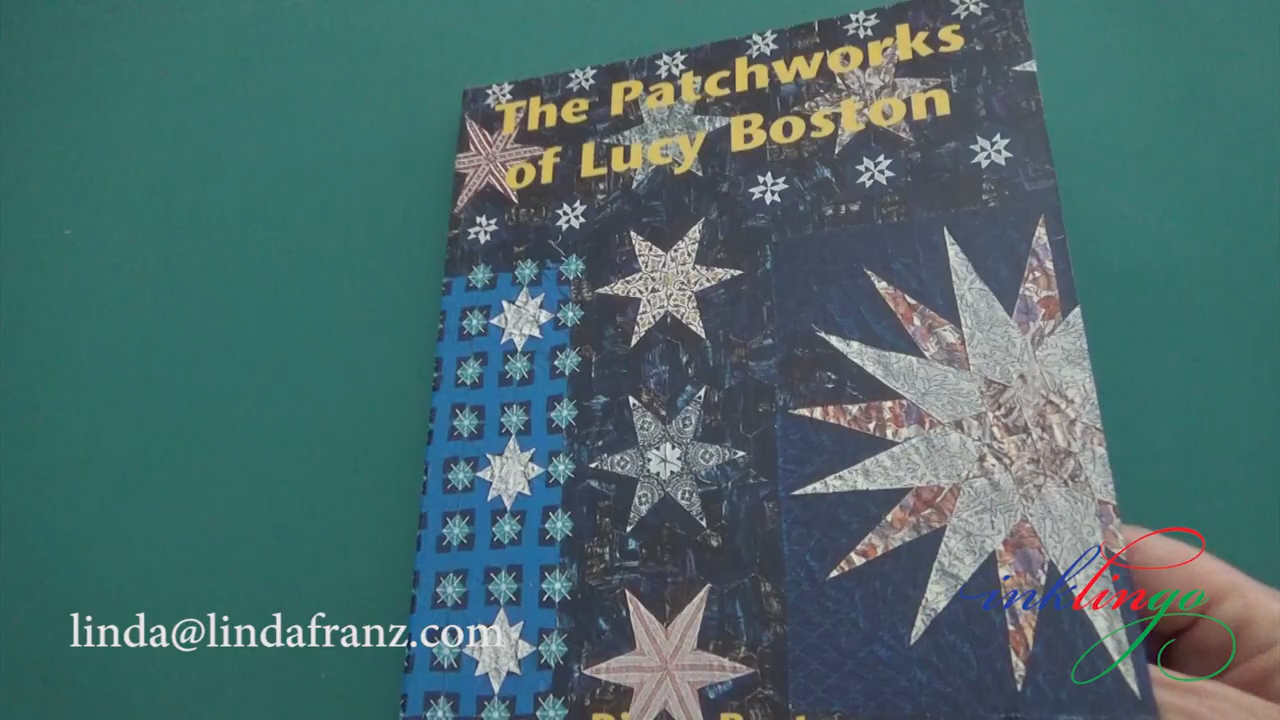 The Patchworks
of Lucy Boston
linda@lindafranz.com
inklingo